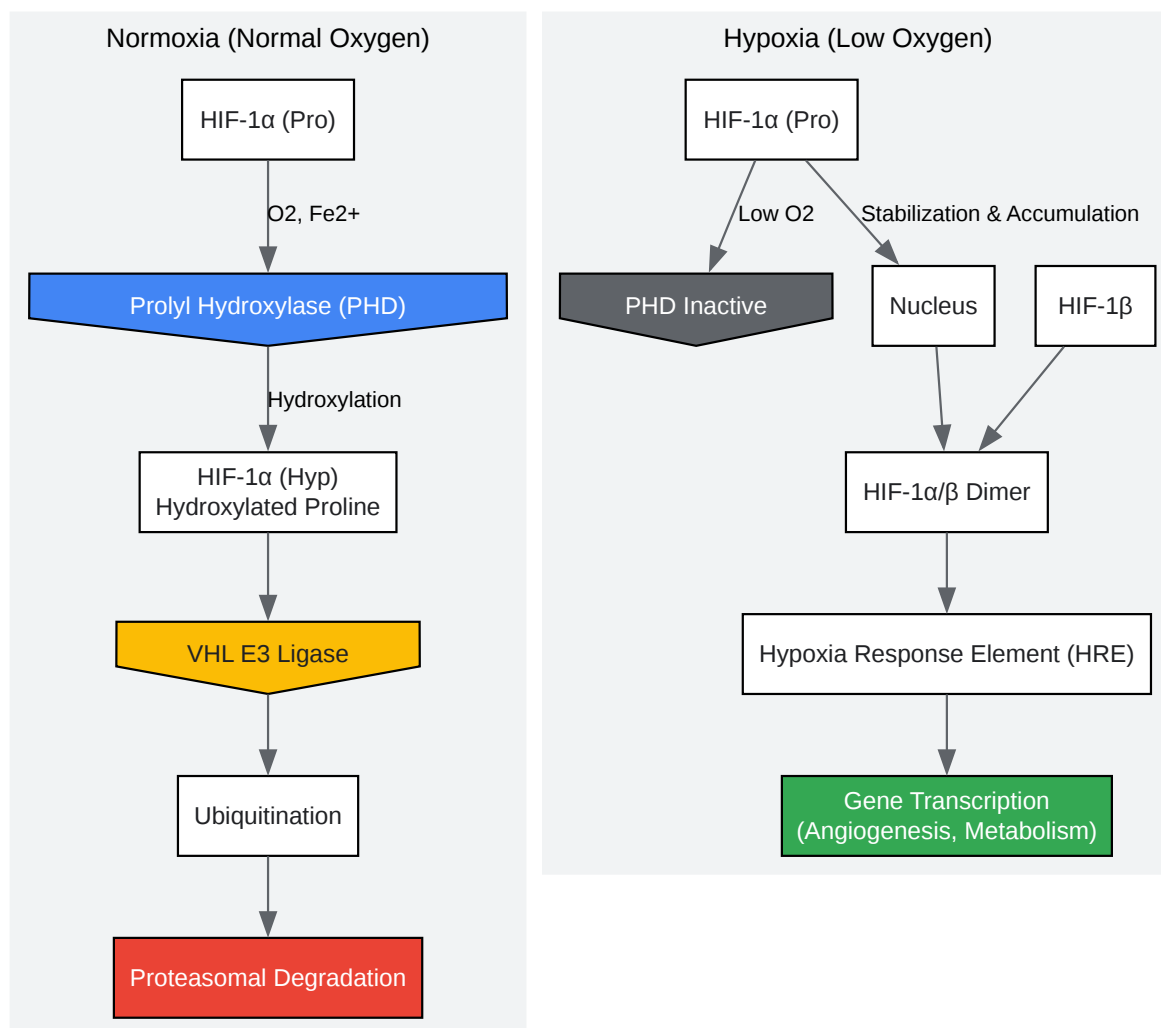 Normoxia (Normal Oxygen)
HIF-1α (Pro)
O2, Fe2+
Prolyl Hydroxylase (PHD)
Hydroxylation
HIF-1α (Hyp)
Hydroxylated Proline
VHL E3 Ligase
Ubiquitination
Proteasomal Degradation
Hypoxia (Low Oxygen)
HIF-1α (Pro)
Low O2
Stabilization & Accumulation
PHD Inactive
Nucleus
HIF-1β
HIF-1α/β Dimer
Hypoxia Response Element (HRE)
Gene Transcription
(Angiogenesis, Metabolism)